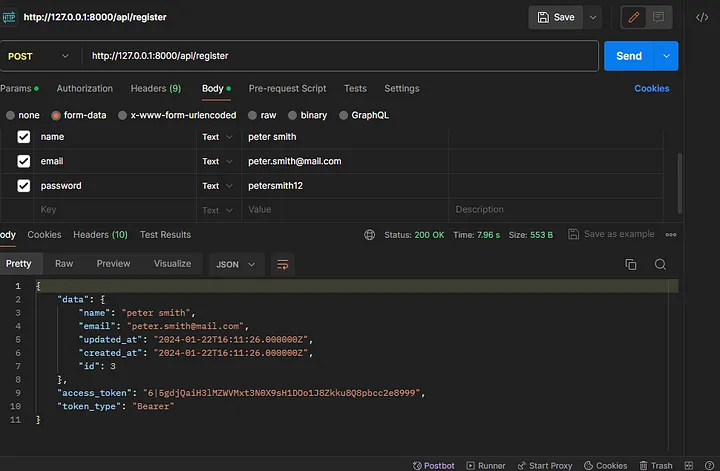 HTTP http://127.0.0.1:8000/api/register Save
POST http://127.0.0.1:8000/api/register Send
Params Authorization Headers (9) Body Pre-request Script Tests Settings Cookies
none form-data x-www-form-urlencoded raw binary GraphQL
name Text peter smith
email Text peter.smith@mail.com
password Text petersmith12
Key Text Value Description
ody Cookies Headers (10) Test Results Status: 200 OK Time: 7.96 s Size: 553 B Save as example
Pretty Raw Preview Visualize JSON
1 {
2 "data": {
3 "name": "peter smith",
4 "email": "peter.smith@mail.com",
5 "updated_at": "2024-01-22T16:11:26.000000Z",
6 "created_at": "2024-01-22T16:11:26.000000Z",
7 "id": 3
8 },
9 "access_token": "6|5gdjQaiH3lMZWVMxt3N0X9sH1DOo1J8Zkku8Q8pbcc2e8999",
10 "token_type": "Bearer"
11 }
Postbot Runner Start Proxy Cookies Trash